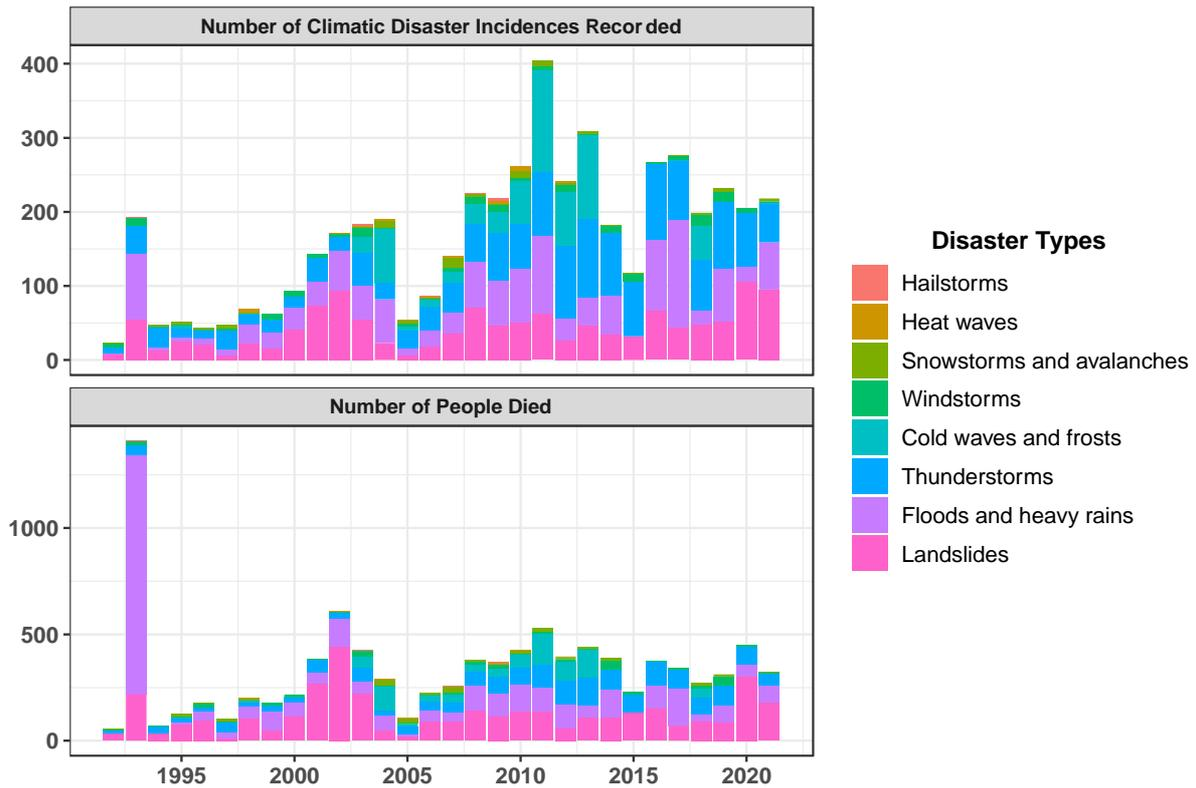 Number of Climatic Disaster Incidences Recorded
400
300
200
100
0
Number of People Died
1000
500
0
1995 2000 2005 2010 2015 2020
Disaster Types
Hailstorms
Heat waves
Snowstorms and avalanches
Windstorms
Cold waves and frosts
Thunderstorms
Floods and heavy rains
Landslides